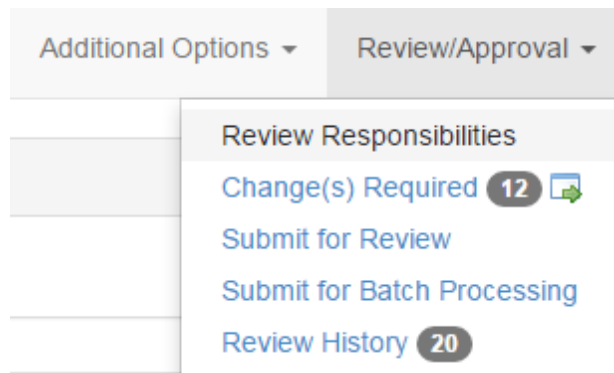 Additional Options Review/Approval
Review Responsibilities
Change(s) Required 12
Submit for Review
Submit for Batch Processing
Review History 20